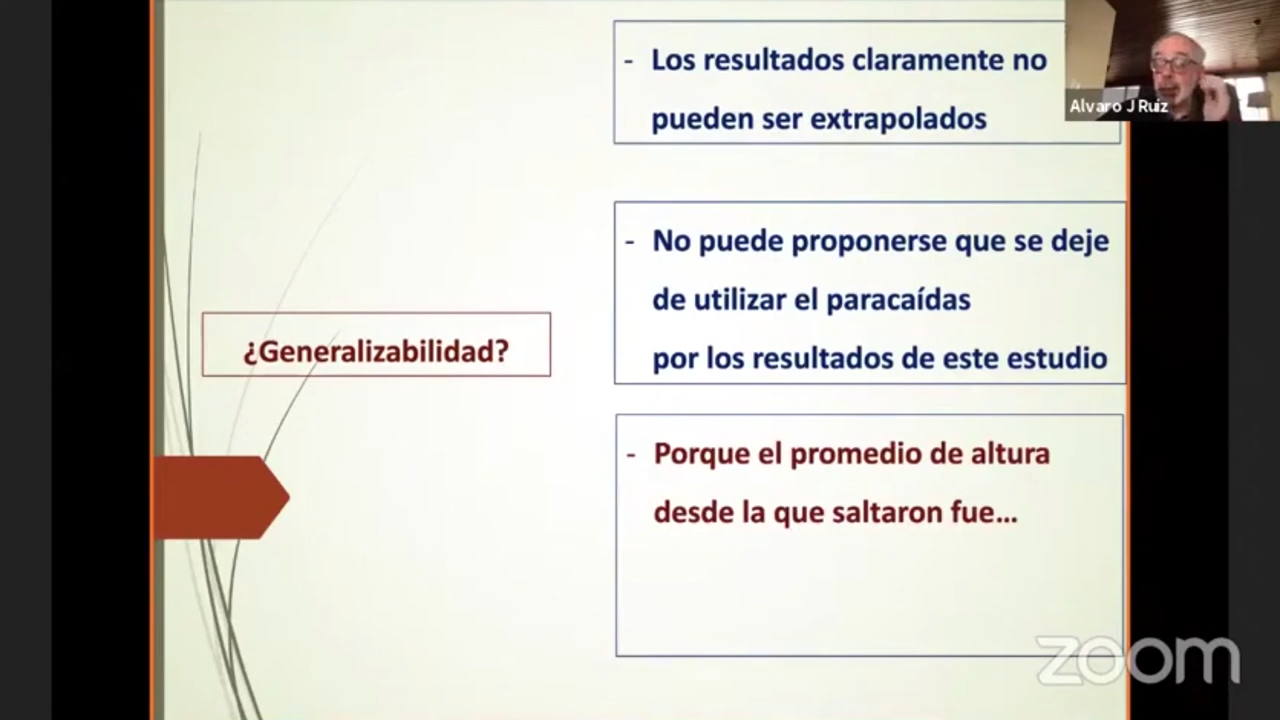 - Los resultados claramente no
pueden ser extrapolados
Alvaro J Ruiz
- No puede proponerse que se deje
de utilizar el paracaídas
por los resultados de este estudio
¿Generalizabilidad?
- Porque el promedio de altura
desde la que saltaron fue...
zoom